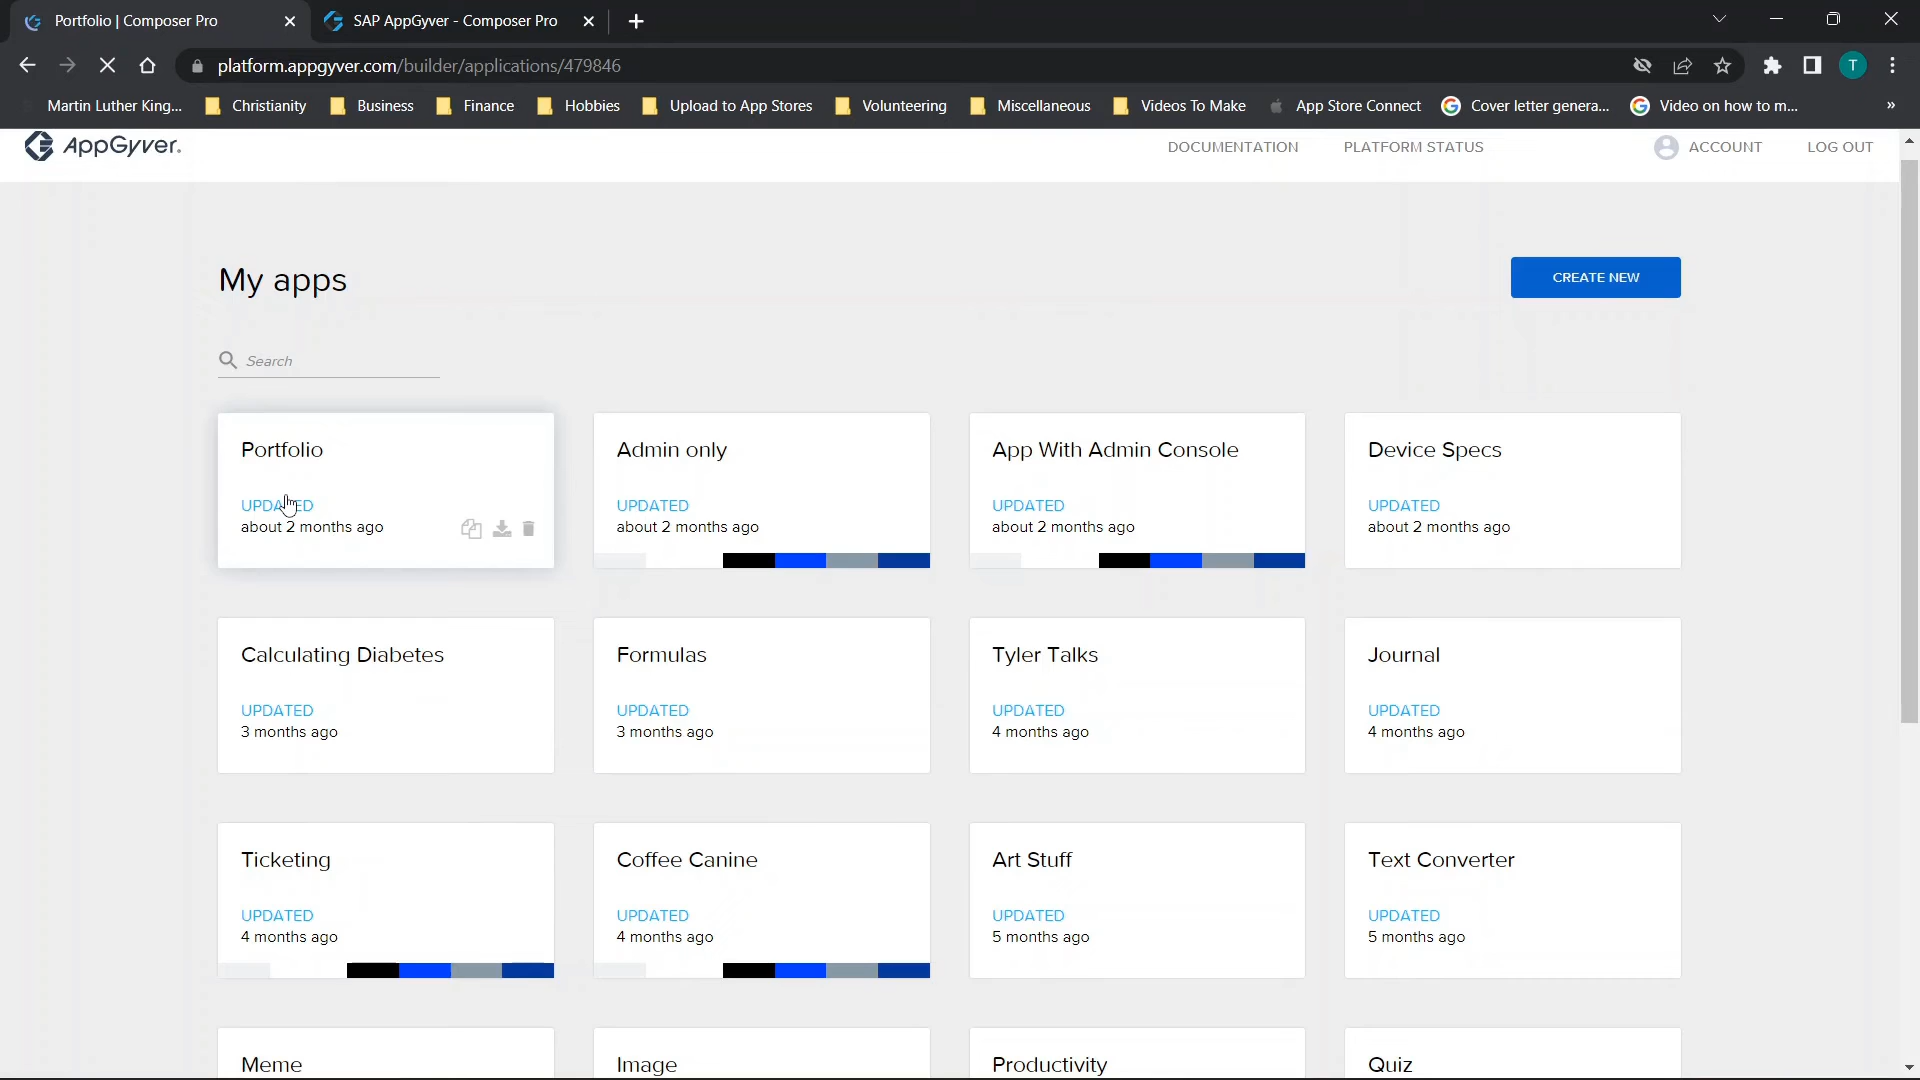 Portfolio | Composer Pro
SAP AppGyver - Composer Pro
platform.appgyver.com/builder/applications/479846
T
Martin Luther King... Christianity Business Finance Hobbies Upload to App Stores Volunteering Miscellaneous Videos To Make App Store Connect Cover letter genera... Video on how to m... »
AppGyver. DOCUMENTATION PLATFORM STATUS ACCOUNT LOG OUT
My apps
CREATE NEW
Search
Portfolio
UPDATED
about 2 months ago
Admin only
UPDATED
about 2 months ago
App With Admin Console
UPDATED
about 2 months ago
Device Specs
UPDATED
about 2 months ago
Calculating Diabetes
UPDATED
3 months ago
Formulas
UPDATED
3 months ago
Tyler Talks
UPDATED
4 months ago
Journal
UPDATED
4 months ago
Ticketing
UPDATED
4 months ago
Coffee Canine
UPDATED
4 months ago
Art Stuff
UPDATED
5 months ago
Text Converter
UPDATED
5 months ago
Meme
Image
Productivity
Quiz